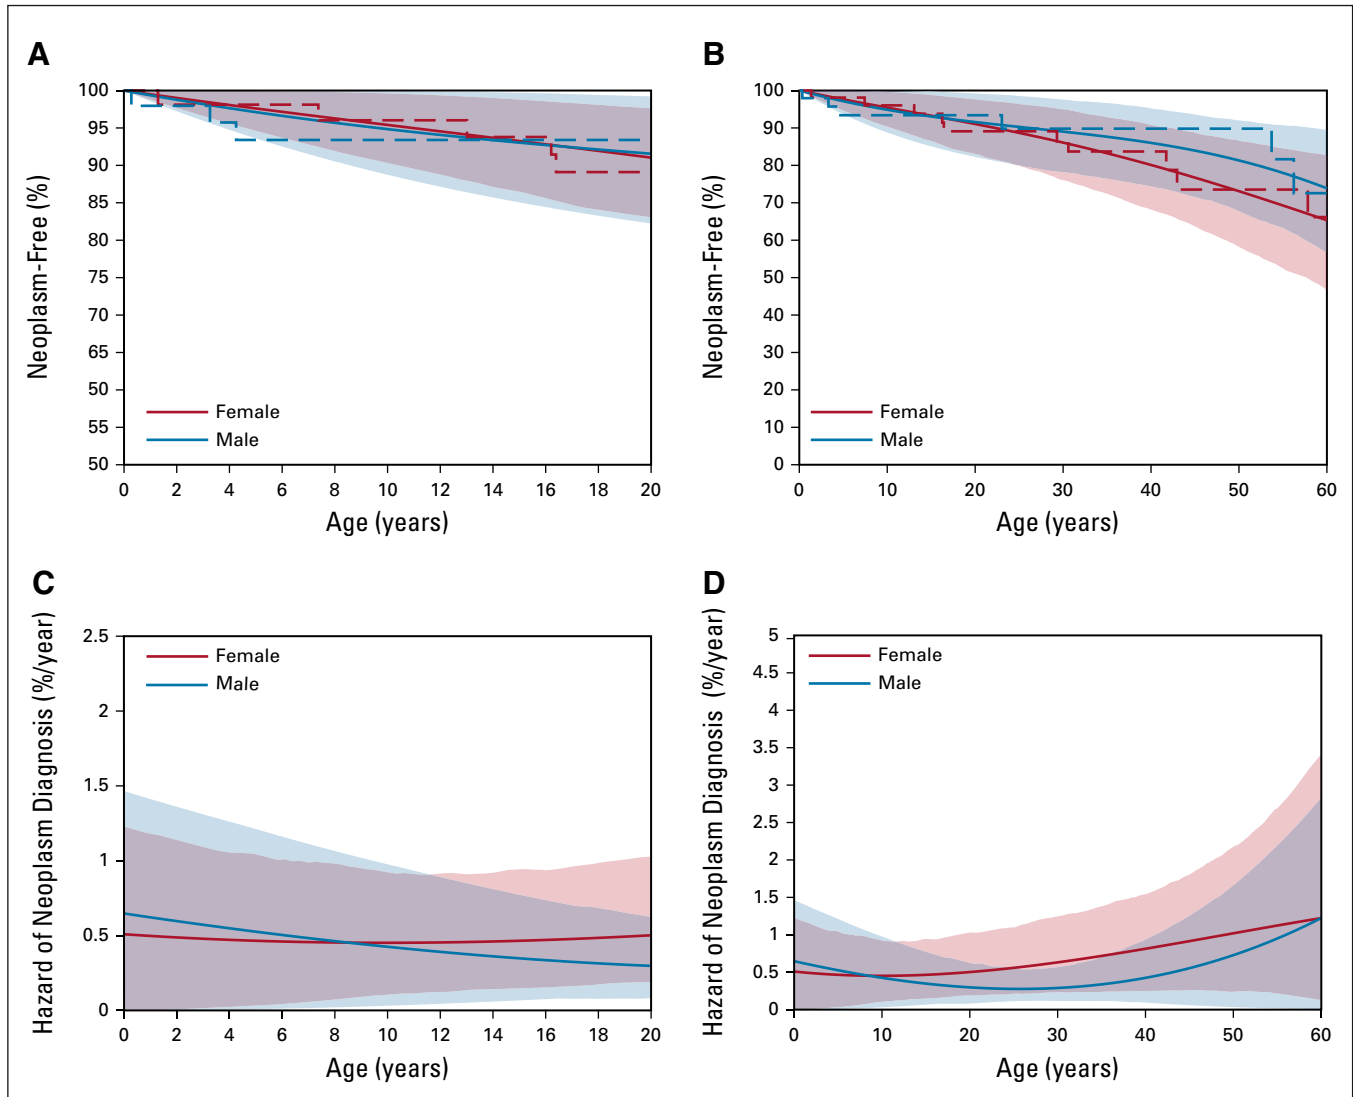 A
Neoplasm-Free (%)
100
95
90
85
80
75
70
65
60
55
50
50
55
Female
Male
0 2 4 6 8 10 12 14 16 18 20
Age (years)
B
Neoplasm-Free (%)
100
90
80
70
60
50
40
30
20
10
0
Female
Male
0 10 20 30 40 50 60
Age (years)
C
Hazard of Neoplasm Diagnosis (%/year)
2.5
2
1.5
1
0.5
0
Female
Male
0 2 4 6 8 10 12 14 16 18 20
Age (years)
D
Hazard of Neoplasm Diagnosis (%/year)
5
4.5
4
3.5
3
2.5
2
1.5
1
0.5
0
Female
Male
0 10 20 30 40 50 60
Age (years)